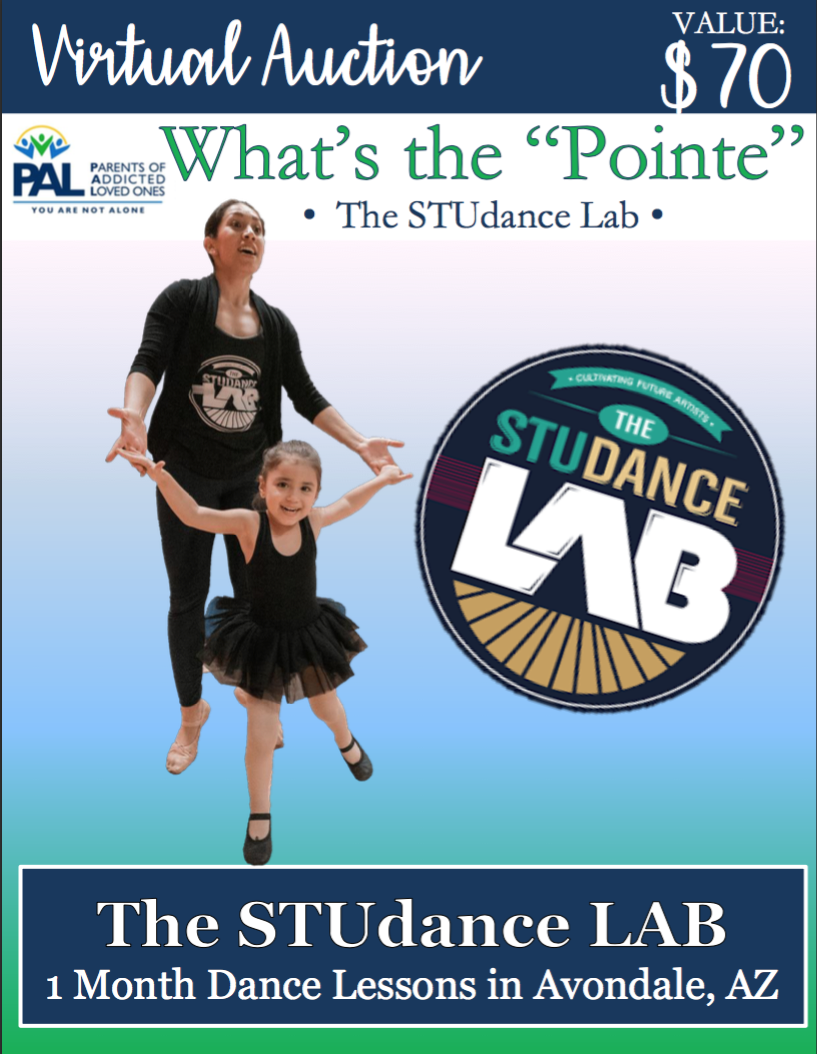 Virtual Auction
VALUE:
$70
PAL
PARENTS OF
ADDICTED
LOVED ONES
YOU ARE NOT ALONE
What's the “Pointe”
• The STUdance Lab •
THE
STUDANCE
LAB
• CULTIVATING FUTURE ARTISTS •
THE
STUDANCE
LAB
The STUdance LAB
1 Month Dance Lessons in Avondale, AZ